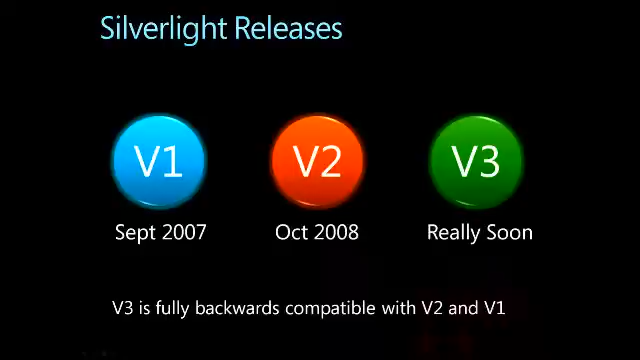 Silverlight Releases
V1 V2 V3
Sept 2007 Oct 2008 Really Soon
V3 is fully backwards compatible with V2 and V1